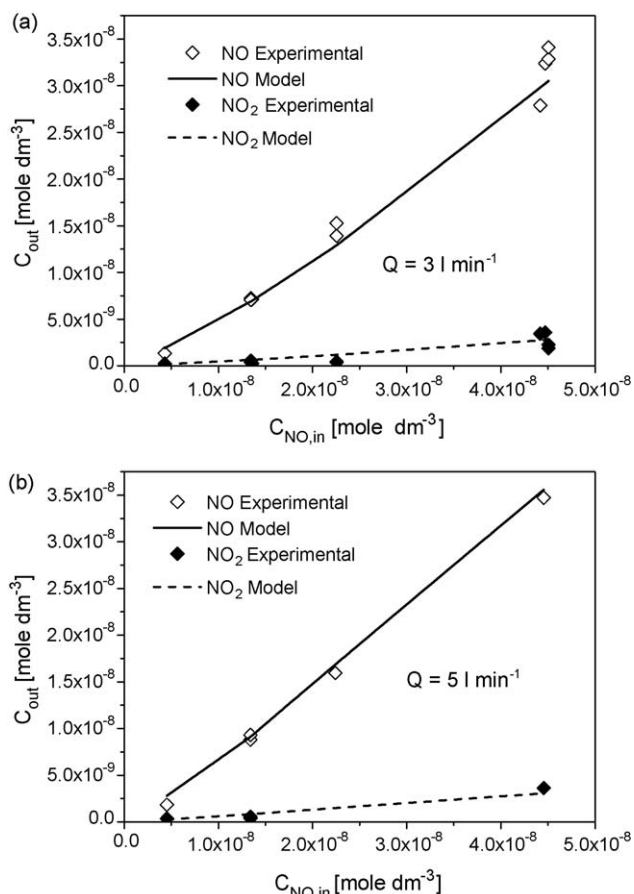 (a)
NO Experimental
NO Model
NO₂ Experimental
NO₂ Model
3.5x10⁻⁸
3.0x10⁻⁸
2.5x10⁻⁸
2.0x10⁻⁸
1.5x10⁻⁸
1.0x10⁻⁸
5.0x10⁻⁹
0.0
C_out [mole dm⁻³]
Q = 3 l min⁻¹
0.0 1.0x10⁻⁸ 2.0x10⁻⁸ 3.0x10⁻⁸ 4.0x10⁻⁸ 5.0x10⁻⁸
C_NO,in [mole dm⁻³]
(b)
NO Experimental
NO Model
NO₂ Experimental
NO₂ Model
3.5x10⁻⁸
3.0x10⁻⁸
2.5x10⁻⁸
2.0x10⁻⁸
1.5x10⁻⁸
1.0x10⁻⁸
5.0x10⁻⁹
0.0
C_out [mole dm⁻³]
Q = 5 l min⁻¹
0.0 1.0x10⁻⁸ 2.0x10⁻⁸ 3.0x10⁻⁸ 4.0x10⁻⁸ 5.0x10⁻⁸
C_NO,in [mole dm⁻³]